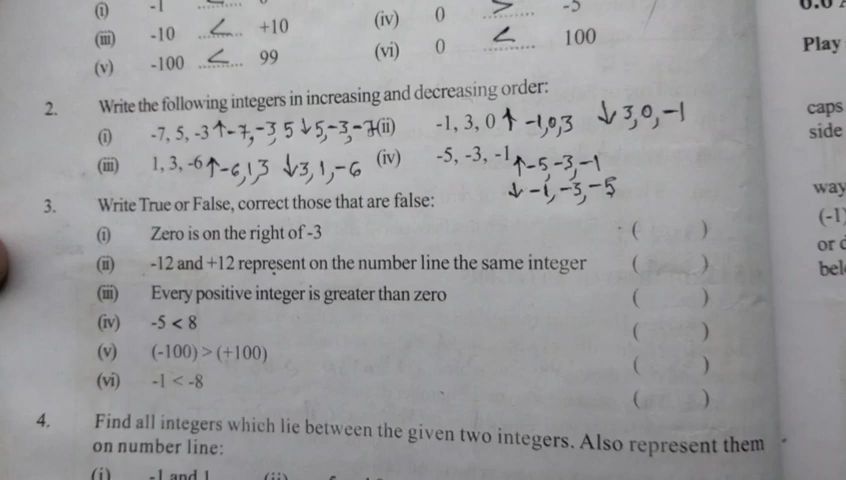 (i) -1 (iv) 0 > -5
(iii) -10 < +10
(v) -100 < 99 (vi) 0 < 100
2. Write the following integers in increasing and decreasing order:
(i) -7, 5, -3 ↑-7,-3,5 ↓5,-3,-7 (ii) -1, 3, 0 ↑ -1,0,3 ↓3,0,-1
(iii) 1, 3, -6 ↑-6,1,3 ↓3,1,-6 (iv) -5, -3, -1 ↑-5,-3,-1
↓-1,-3,-5
3. Write True or False, correct those that are false:
(i) Zero is on the right of -3 ( )
(ii) -12 and +12 represent on the number line the same integer ( )
(iii) Every positive integer is greater than zero ( )
(iv) -5 < 8 ( )
(v) (-100) > (+100) ( )
(vi) -1 < -8 ( )
4. Find all integers which lie between the given two integers. Also represent them
on number line:
(i) -1 and 1 (ii)
Play
caps
side
way
(-1)